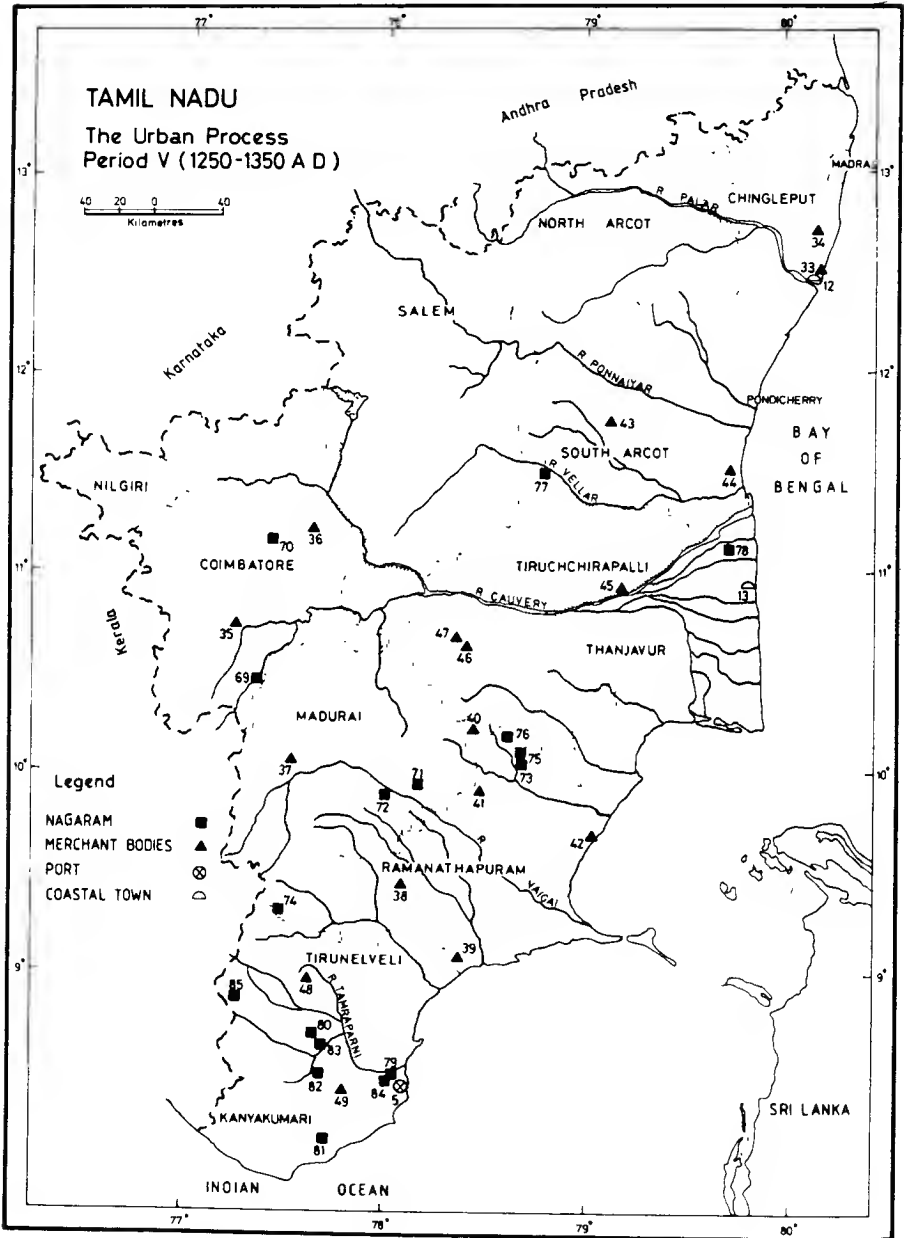 77°
79°
80°
TAMIL NADU
The Urban Process
Period V (1250-1350 A D)
40 20 0 40
Kilometres
Andhra Pradesh
13°
13°
MADRA
CHINGLEPUT
R PALAR
NORTH ARCOT
34
33
12
SALEM
Karnataka
12°
12°
R PONNAIYAR
PONDICHERRY
43
BAY
OF
BENGAL
SOUTH ARCOT
R VELLAR
77
44
NILGIRI
36
70
COIMBATORE
TIRUCHCHIRAPALLI
78
45
13
11°
11°
R CAUVERY
Kerala
35
47
46
THANJAVUR
69
MADURAI
40
76
75
73
37
10°
10°
71
72
41
42
Legend
NAGARAM
MERCHANT BODIES
PORT
COASTAL TOWN
R VAIGAI
RAMANATHAPURAM
38
74
39
9°
9°
TIRUNELVELI
48
85
R TAMRAPARNI
80
83
82
79
84
5
49
KANYAKUMARI
81
SRI LANKA
INDIAN OCEAN
77°
78°
79°
80°